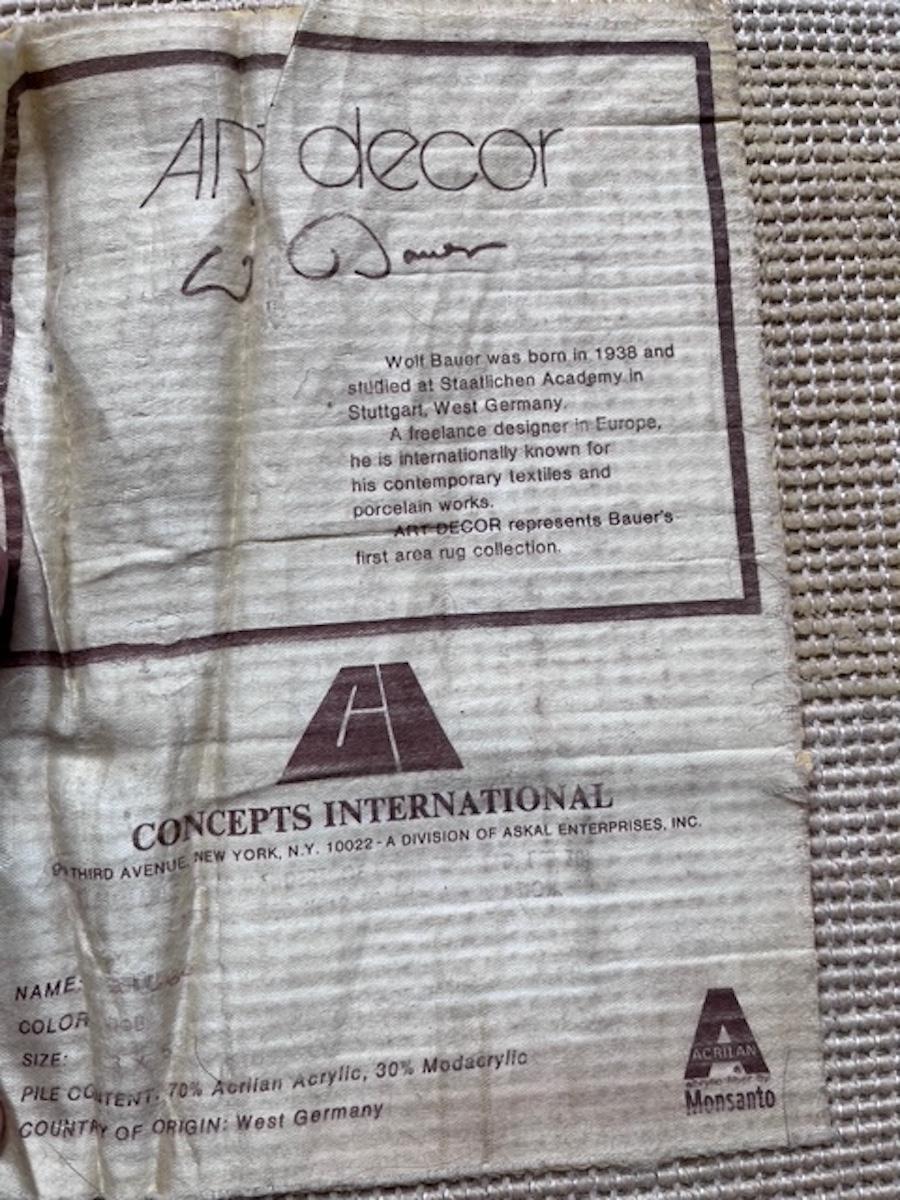 ART decor
W Bauer
Wolf Bauer was born in 1938 and
studied at Staatlichen Academy in
Stuttgart, West Germany.
A freelance designer in Europe,
he is internationally known for
his contemporary textiles and
porcelain works.
ART DECOR represents Bauer's
first area rug collection.
CONCEPTS INTERNATIONAL
THIRD AVENUE, NEW YORK, N.Y. 10022 - A DIVISION OF ASKAL ENTERPRISES, INC.
NAME:
COLOR
SIZE:
PILE CONTENT: 70% Acrilan Acrylic, 30% Modacrylic
COUNTRY OF ORIGIN: West Germany
A
ACRILAN
Monsanto